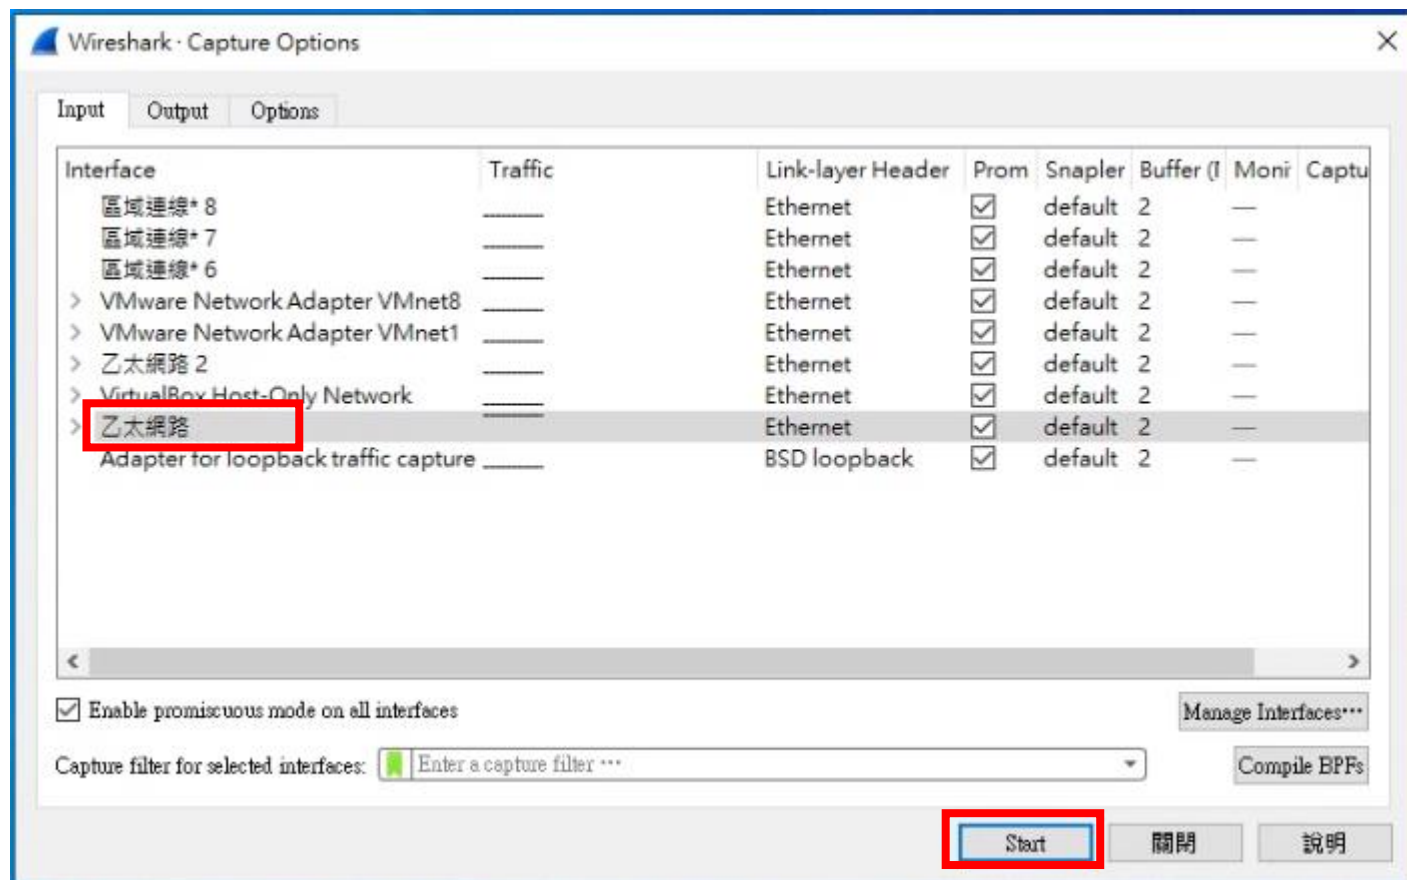 Wireshark · Capture Options
Input Output Options
Interface Traffic Link-layer Header Prom Snapler Buffer (I Moni Captu
區域連線* 8 Ethernet default 2 —
區域連線* 7 Ethernet default 2 —
區域連線* 6 Ethernet default 2 —
VMware Network Adapter VMnet8 Ethernet default 2 —
VMware Network Adapter VMnet1 Ethernet default 2 —
乙太網路 2 Ethernet default 2 —
VirtualBox Host-Only Network Ethernet default 2 —
乙太網路 Ethernet default 2 —
Adapter for loopback traffic capture BSD loopback default 2 —
Enable promiscuous mode on all interfaces Manage Interfaces···
Capture filter for selected interfaces: Enter a capture filter ··· Compile BPFs
Start 關閉 說明